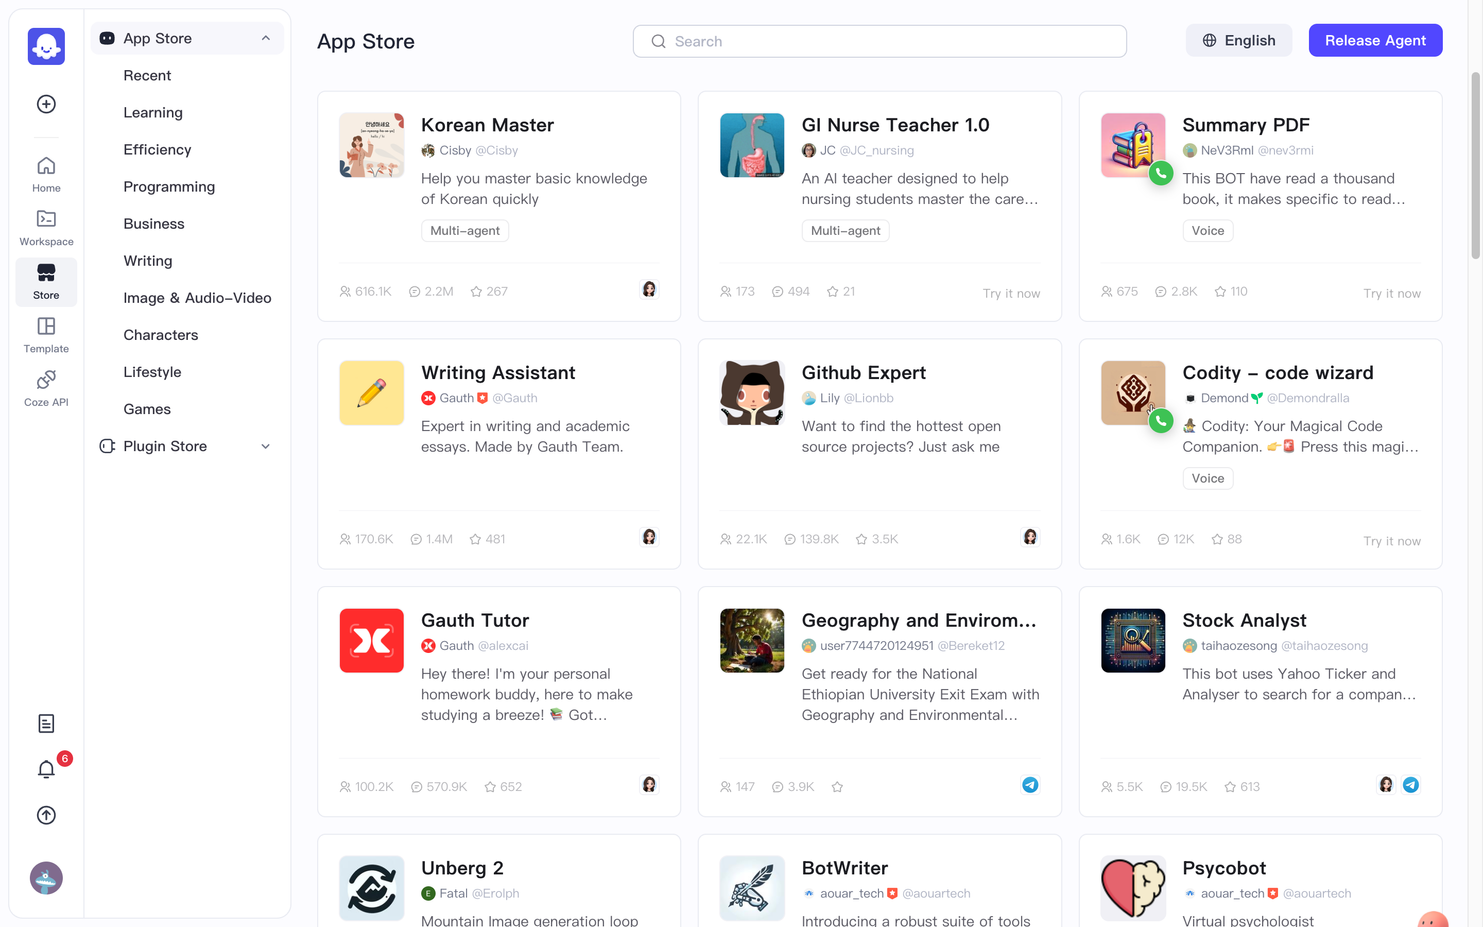 App Store
Recent
Learning
Efficiency
Programming
Business
Writing
Image & Audio-Video
Characters
Lifestyle
Games
Plugin Store
Home
Workspace
Store
Template
Coze API
6
App Store
Search
English
Release Agent
Korean Master
Cisby @Cisby
Help you master basic knowledge
of Korean quickly
Multi-agent
616.1K 2.2M 267
GI Nurse Teacher 1.0
JC @JC_nursing
An AI teacher designed to help
nursing students master the care...
Multi-agent
173 494 21 Try it now
Summary PDF
NeV3RmI @nev3rmi
This BOT have read a thousand
book, it makes specific to read...
Voice
675 2.8K 110 Try it now
Writing Assistant
Gauth @Gauth
Expert in writing and academic
essays. Made by Gauth Team.
170.6K 1.4M 481
Github Expert
Lily @Lionbb
Want to find the hottest open
source projects? Just ask me
22.1K 139.8K 3.5K
Codity - code wizard
Demond🌱 @Demondralla
🧙 Codity: Your Magical Code
Companion. 👉🚨 Press this magi...
Voice
1.6K 12K 88 Try it now
Gauth Tutor
Gauth @alexcai
Hey there! I'm your personal
homework buddy, here to make
studying a breeze! 📚 Got...
100.2K 570.9K 652
Geography and Envirom...
user7744720124951 @Bereket12
Get ready for the National
Ethiopian University Exit Exam with
Geography and Environmental...
147 3.9K
Stock Analyst
taihaozesong @taihaozesong
This bot uses Yahoo Ticker and
Analyser to search for a compan...
5.5K 19.5K 613
Unberg 2
E Fatal @Erolph
Mountain Image generation loop
BotWriter
aouar_tech @aouartech
Introducing a robust suite of tools
Psycobot
aouar_tech @aouartech
Virtual psychologist